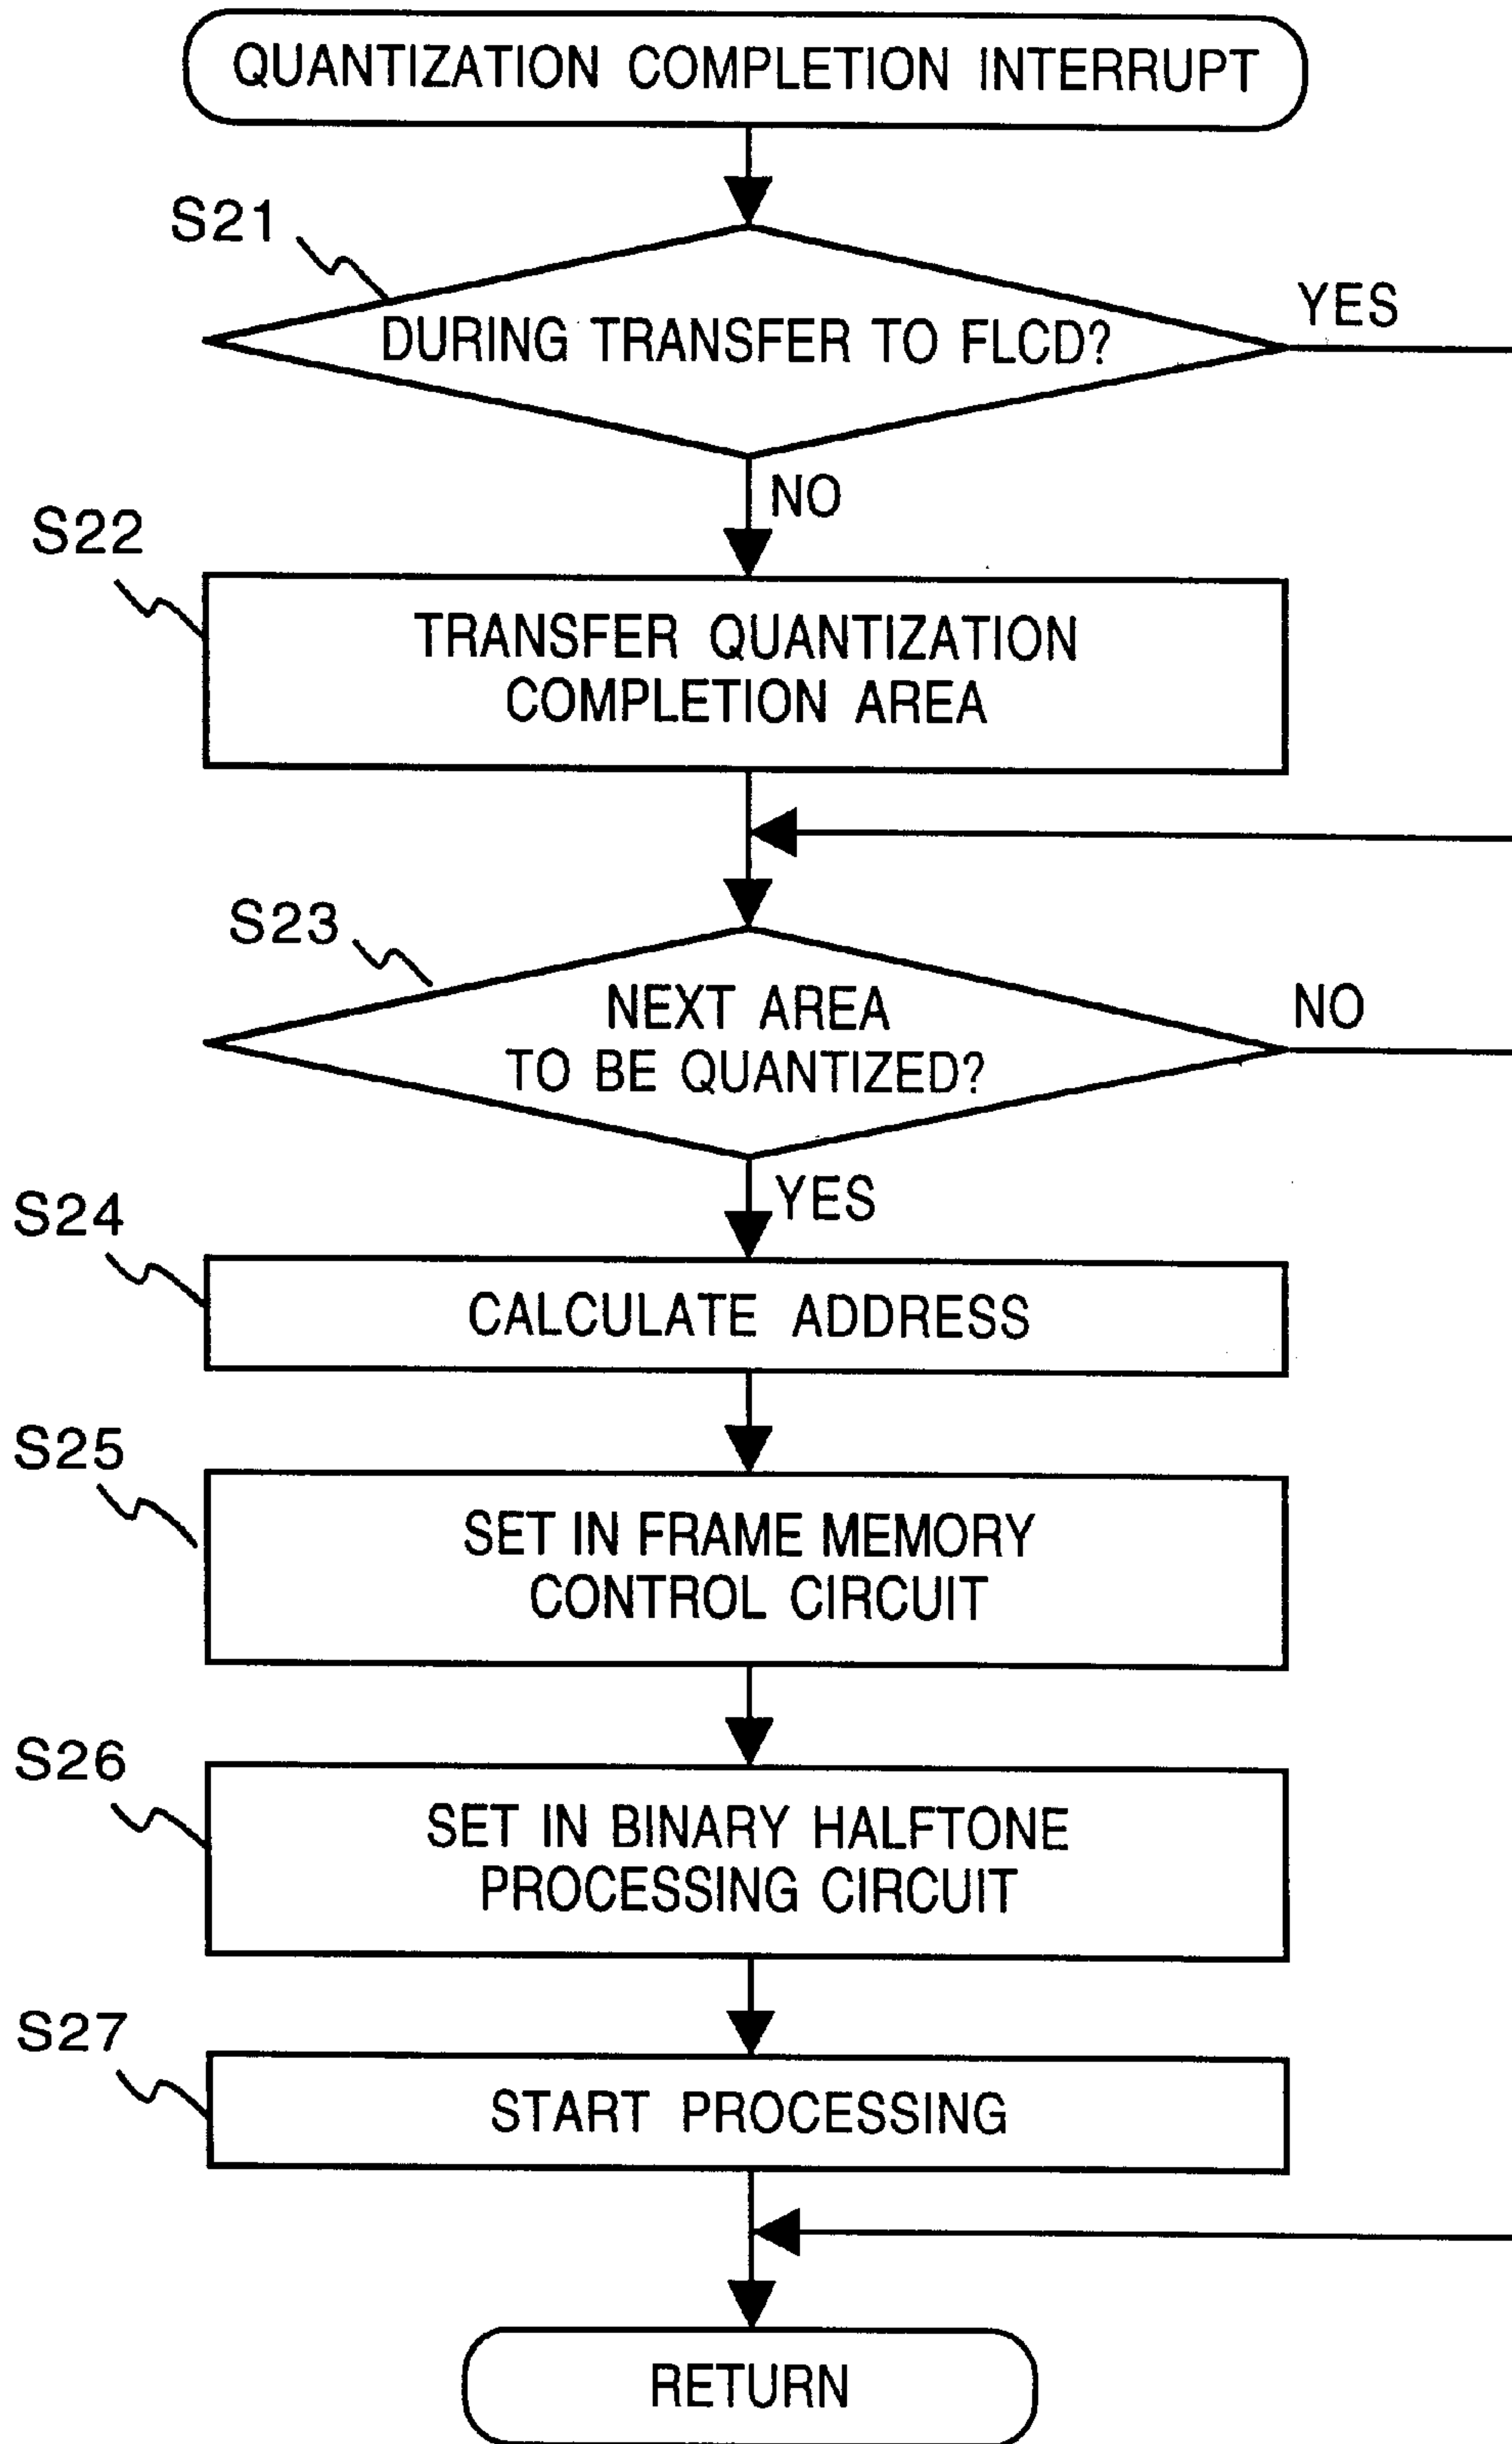 QUANTIZATION COMPLETION INTERRUPT
S21
DURING TRANSFER TO FLCD?
YES
NO
S22
TRANSFER QUANTIZATION
COMPLETION AREA
S23
NEXT AREA
TO BE QUANTIZED?
NO
YES
S24
CALCULATE ADDRESS
S25
SET IN FRAME MEMORY
CONTROL CIRCUIT
S26
SET IN BINARY HALFTONE
PROCESSING CIRCUIT
S27
START PROCESSING
RETURN